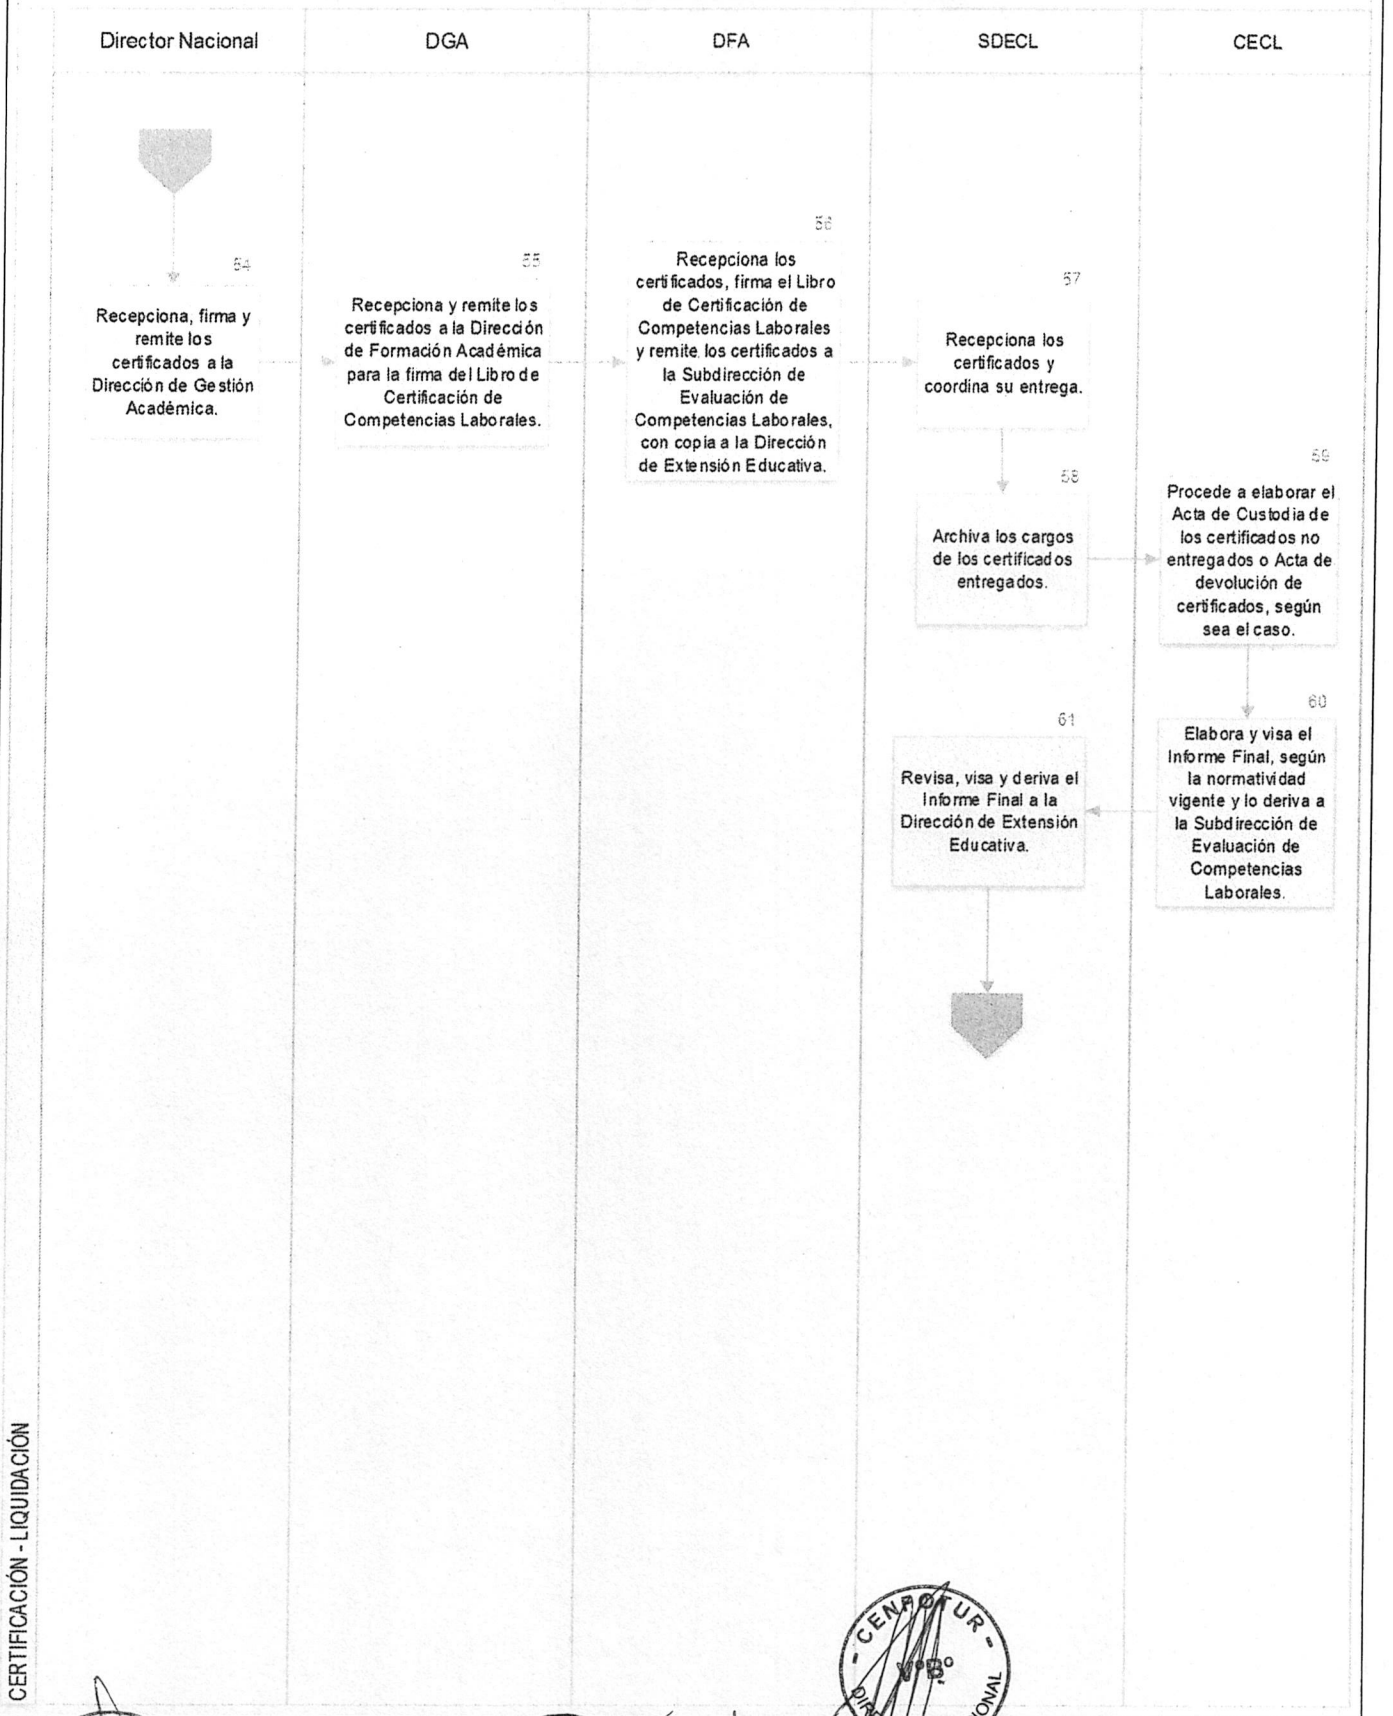 Director Nacional
DGA
DFA
SDECL
CECL
54
Recepciona, firma y
remite los
certificados a la
Dirección de Gestión
Académica.
55
Recepciona y remite los
certificados a la Dirección
de Formación Académica
para la firma del Libro de
Certificación de
Competencias Laborales.
56
Recepciona los
certificados, firma el Libro
de Certificación de
Competencias Laborales
y remite los certificados a
la Subdirección de
Evaluación de
Competencias Laborales,
con copia a la Dirección
de Extensión Educativa.
57
Recepciona los
certificados y
coordina su entrega.
58
Archiva los cargos
de los certificados
entregados.
59
Procede a elaborar el
Acta de Custodia de
los certificados no
entregados o Acta de
devolución de
certificados, según
sea el caso.
60
Elabora y visa el
Informe Final, según
la normatividad
vigente y lo deriva a
la Subdirección de
Evaluación de
Competencias
Laborales.
61
Revisa, visa y deriva el
Informe Final a la
Dirección de Extensión
Educativa.
CERTIFICACIÓN - LIQUIDACIÓN
- CENFOTUR -
V°B°